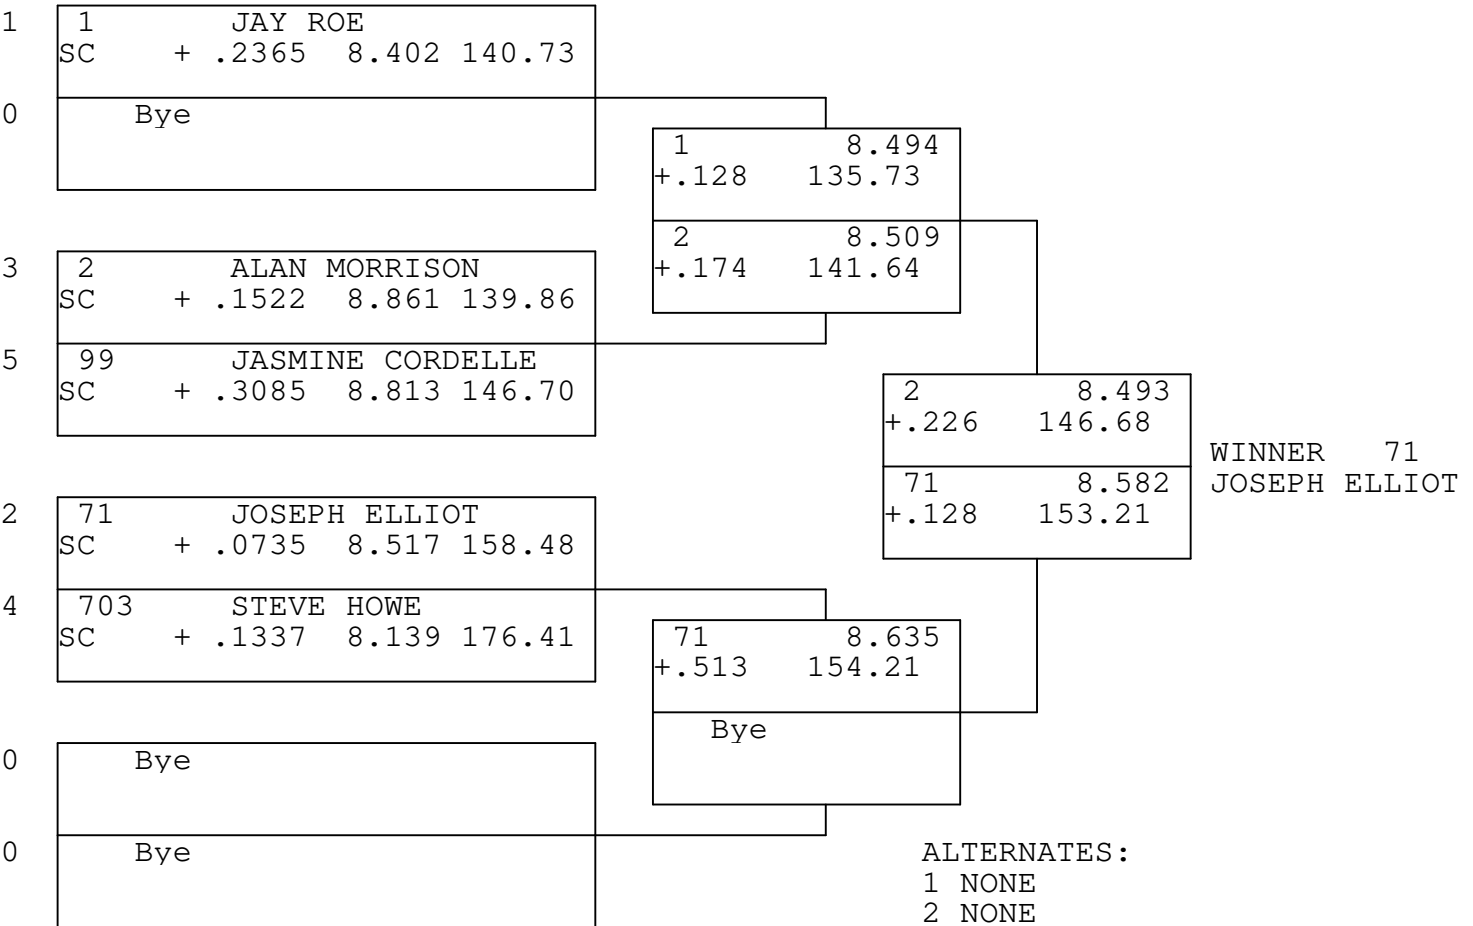 1 1 JAY ROE
SC + .2365 8.402 140.73
0 Bye
1 8.494
+.128 135.73
2 8.509
+.174 141.64
3 2 ALAN MORRISON
SC + .1522 8.861 139.86
5 99 JASMINE CORDELLE
SC + .3085 8.813 146.70
2 8.493
+.226 146.68
WINNER 71
JOSEPH ELLIOT
71 8.582
+.128 153.21
2 71 JOSEPH ELLIOT
SC + .0735 8.517 158.48
4 703 STEVE HOWE
SC + .1337 8.139 176.41
71 8.635
+.513 154.21
Bye
0 Bye
0 Bye
ALTERNATES:
1 NONE
2 NONE